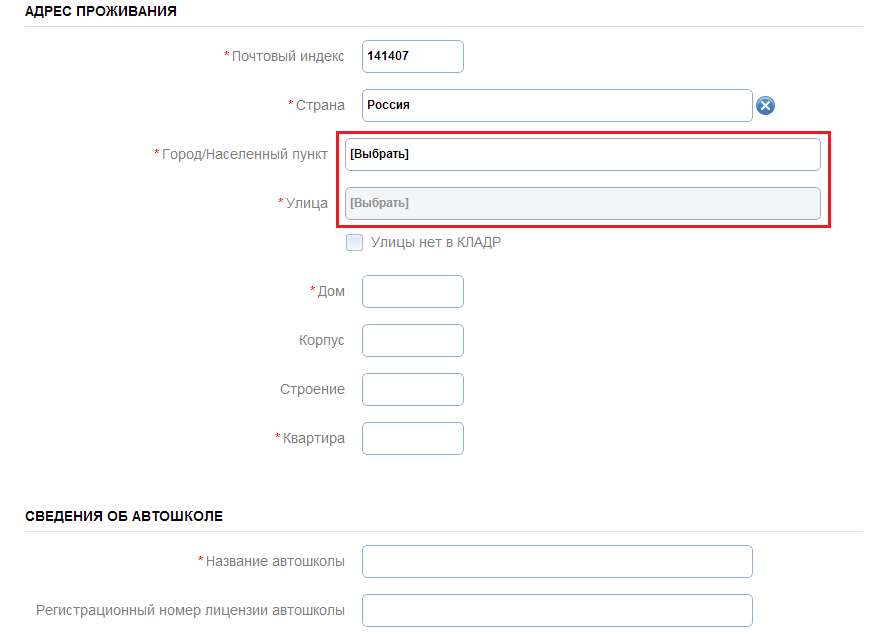 АДРЕС ПРОЖИВАНИЯ
* Почтовый индекс 141407
* Страна Россия
* Город/Населенный пункт [Выбрать]
* Улица [Выбрать]
Улицы нет в КЛАДР
* Дом
Корпус
Строение
* Квартира
СВЕДЕНИЯ ОБ АВТОШКОЛЕ
* Название автошколы
Регистрационный номер лицензии автошколы